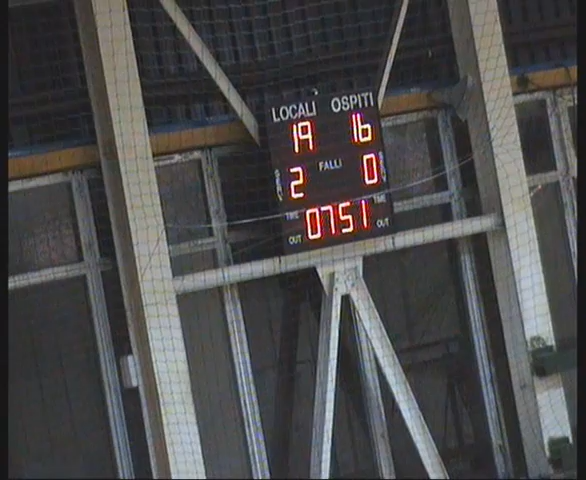 LOCALI OSPITI
19 16
FALLI
2 0
TIME TIME
0751
OUT OUT